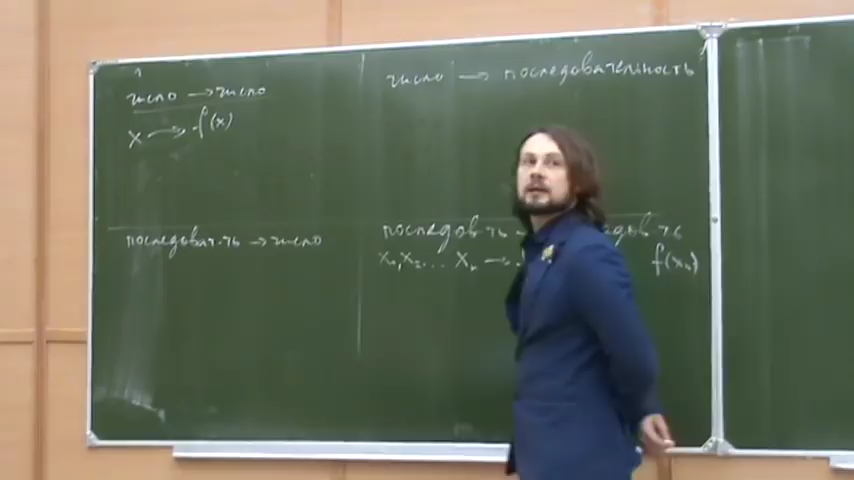 число → число
x → f(x)
число → последовательность
последоват-ть → число
последов-ть
x₁, x₂ ... xₙ →
f(xₙ)